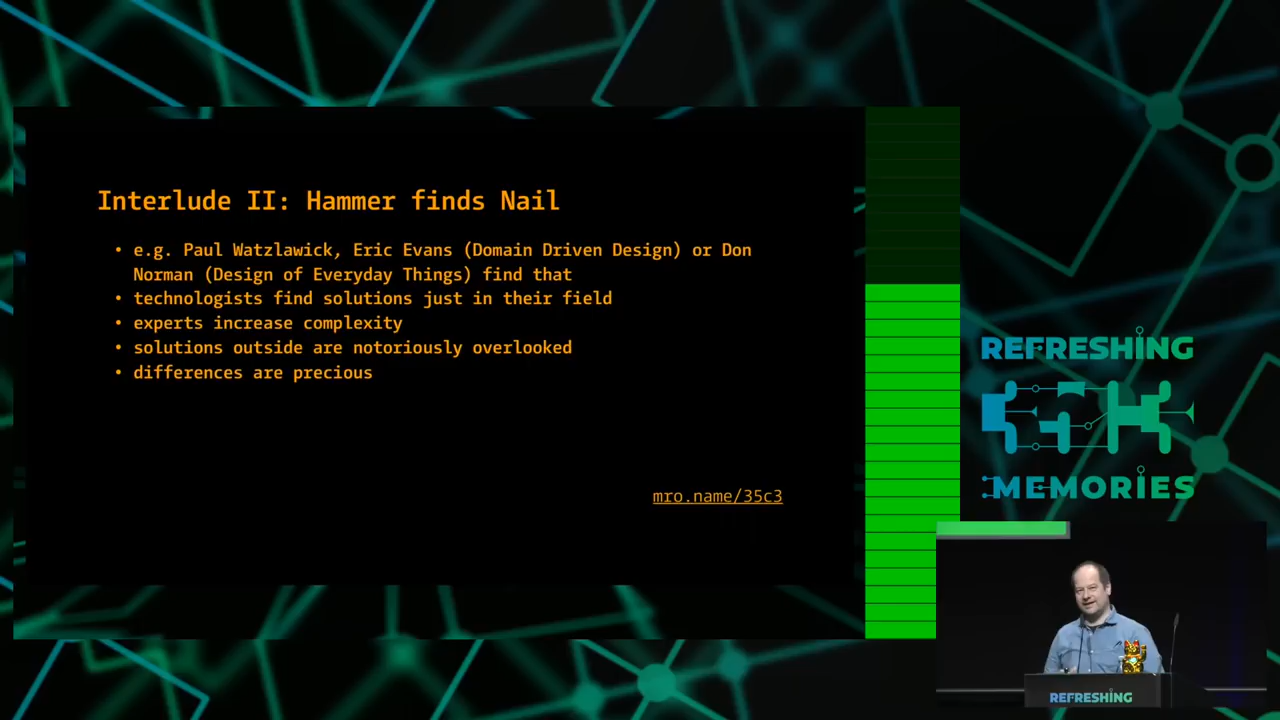 Interlude II: Hammer finds Nail
• e.g. Paul Watzlawick, Eric Evans (Domain Driven Design) or Don
Norman (Design of Everyday Things) find that
• technologists find solutions just in their field
• experts increase complexity
• solutions outside are notoriously overlooked
• differences are precious
mro.name/35c3
REFRESHING
35C3
MEMORIES
REFRESHING